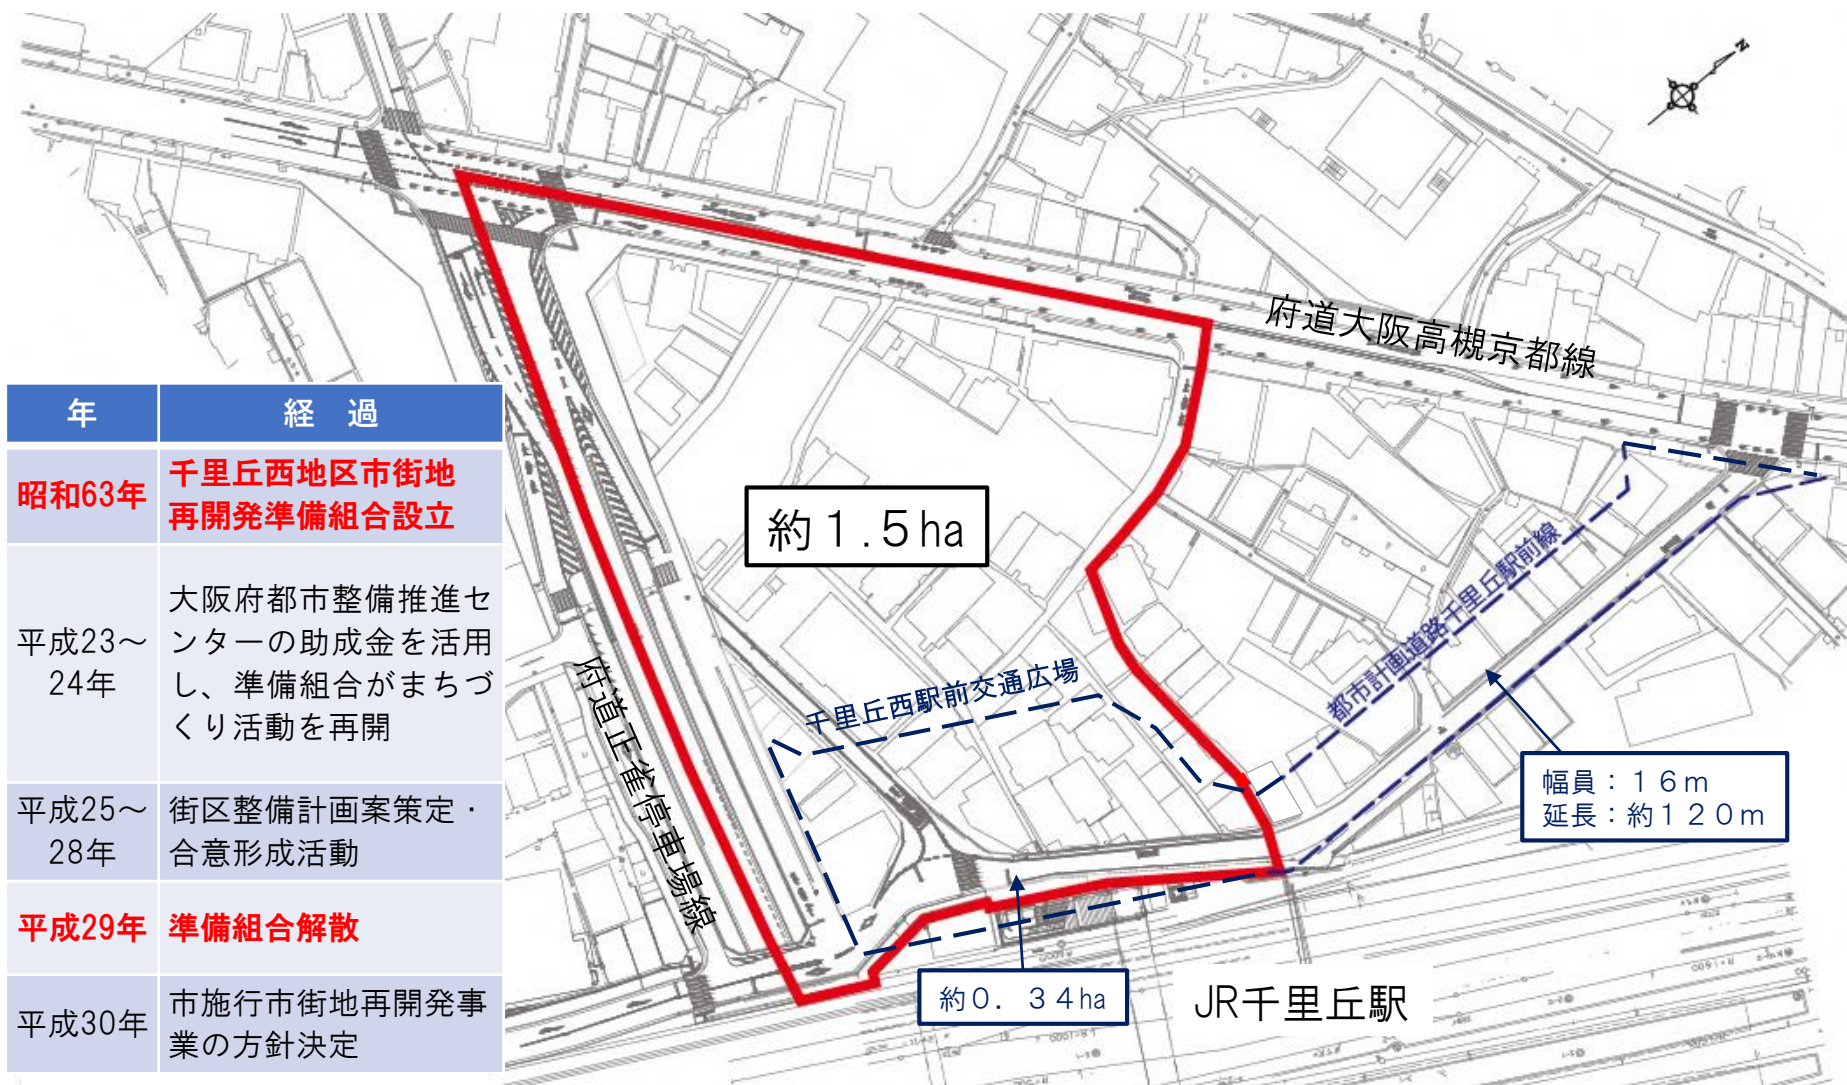 N
府道大阪高槻京都線
年 経 過
昭和63年 千里丘西地区市街地
再開発準備組合設立
平成23～
24年
大阪府都市整備推進セ
ンターの助成金を活用
し、準備組合がまちづ
くり活動を再開
平成25～
28年
街区整備計画案策定・
合意形成活動
平成29年 準備組合解散
平成30年
市施行市街地再開発事
業の方針決定
約１.５ha
都市計画道路千里丘駅前線
千里丘西駅前交通広場
府道正雀停車場線
幅員：１６ｍ
延長：約１２０ｍ
約０．３４ha
JR千里丘駅